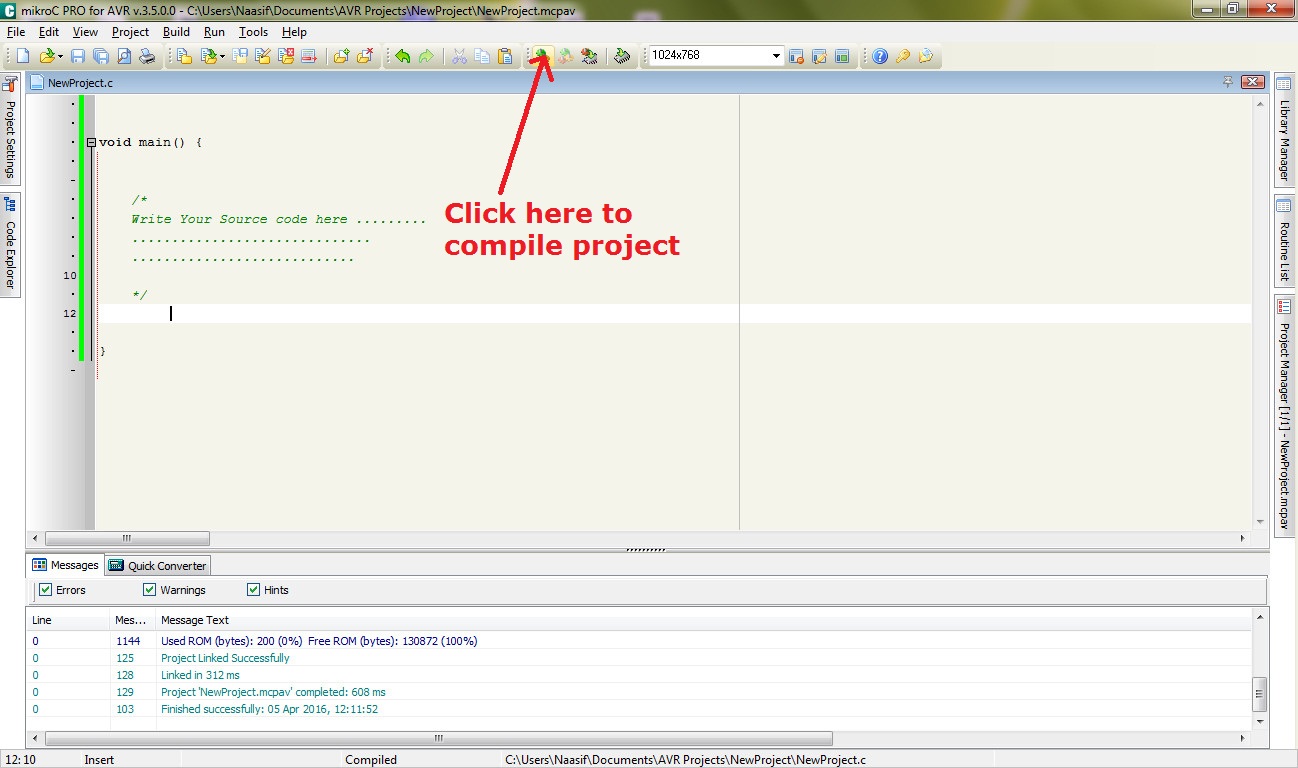 mikroC PRO for AVR v.3.5.0.0 - C:\Users\Naasif\Documents\AVR Projects\NewProject\NewProject.mcpav
File Edit View Project Build Run Tools Help
1024x768
NewProject.c
Project Settings
Code Explorer
Library Manager
Routine List
Project Manager [1/1] - NewProject.mcpav
void main() {
/*
Write Your Source code here .........
..............................
............................
10
*/
12
}
Click here to
compile project
Messages Quick Converter
Errors Warnings Hints
Line Mes... Message Text
0 1144 Used ROM (bytes): 200 (0%) Free ROM (bytes): 130872 (100%)
0 125 Project Linked Successfully
0 128 Linked in 312 ms
0 129 Project 'NewProject.mcpav' completed: 608 ms
0 103 Finished successfully: 05 Apr 2016, 12:11:52
12: 10 Insert Compiled C:\Users\Naasif\Documents\AVR Projects\NewProject\NewProject.c